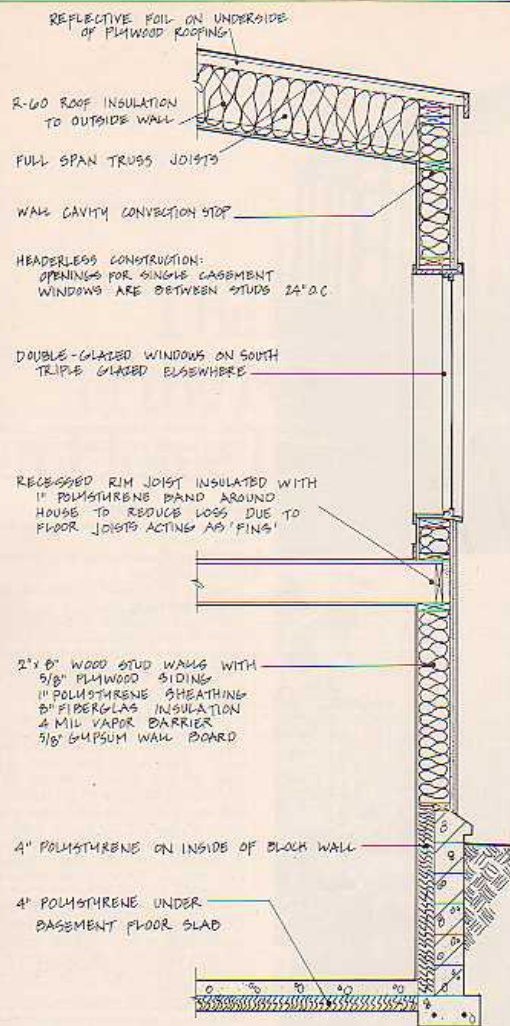 REFLECTIVE FOIL ON UNDERSIDE
OF PLYWOOD ROOFING
R-60 ROOF INSULATION
TO OUTSIDE WALL
FULL SPAN TRUSS JOISTS
WALL CAVITY CONVECTION STOP
HEADERLESS CONSTRUCTION:
OPENINGS FOR SINGLE CASEMENT
WINDOWS ARE BETWEEN STUDS 24" O.C.
DOUBLE-GLAZED WINDOWS ON SOUTH
TRIPLE GLAZED ELSEWHERE
RECESSED RIM JOIST INSULATED WITH
1" POLYSTYRENE BAND AROUND
HOUSE TO REDUCE LOSS DUE TO
FLOOR JOISTS ACTING AS 'FINS'
2" x 8" WOOD STUD WALLS WITH
5/8" PLYWOOD SIDING
1" POLYSTYRENE SHEATHING
8" FIBERGLAS INSULATION
4 MIL VAPOR BARRIER
5/8" GYPSUM WALL BOARD
4" POLYSTYRENE ON INSIDE OF BLOCK WALL
4" POLYSTYRENE UNDER
BASEMENT FLOOR SLAB